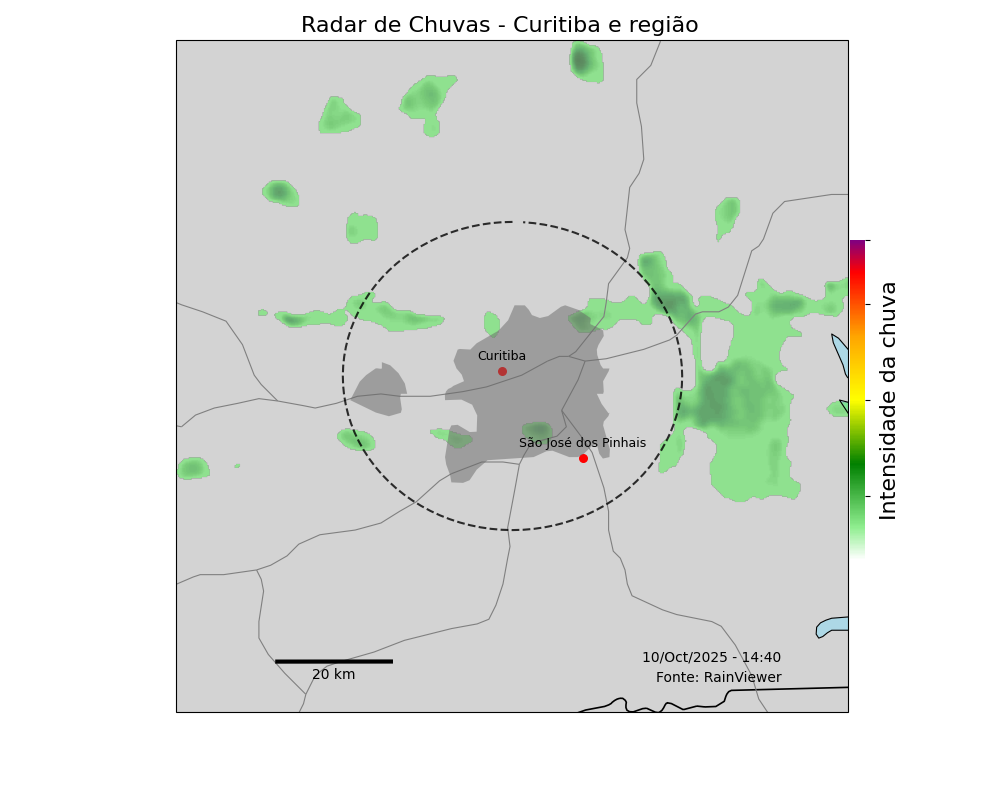 Radar de Chuvas - Curitiba e região
Curitiba
São José dos Pinhais
Intensidade da chuva
10/Oct/2025 - 14:40
Fonte: RainViewer
20 km